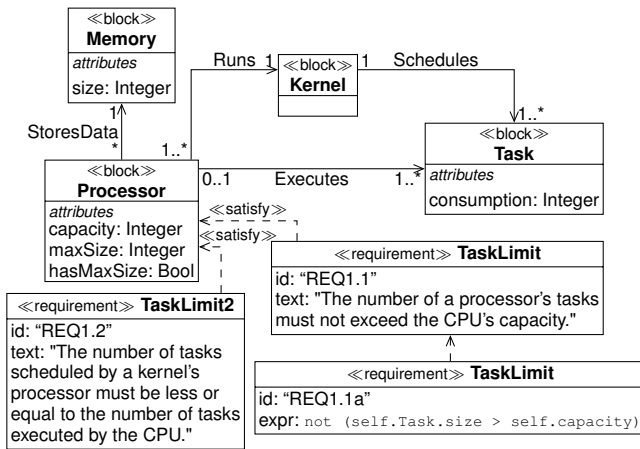 ≪block≫
Memory
attributes
size: Integer
1
StoresData
*
Runs
1
1..*
≪block≫
Kernel
1
Schedules
1..*
≪block≫
Task
attributes
consumption: Integer
≪block≫
Processor
attributes
capacity: Integer
maxSize: Integer
hasMaxSize: Bool
0..1
Executes
1..*
≪satisfy≫
≪satisfy≫
≪requirement≫ TaskLimit
id: “REQ1.1”
text: "The number of a processor’s tasks
must not exceed the CPU’s capacity."
≪requirement≫ TaskLimit2
id: “REQ1.2”
text: "The number of tasks
scheduled by a kernel’s
processor must be less or
equal to the number of tasks
executed by the CPU."
≪requirement≫ TaskLimit
id: “REQ1.1a”
expr: not (self.Task.size > self.capacity)